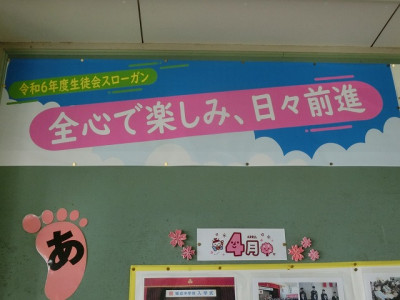 令和6年度生徒会スローガン
全心で楽しみ、日々前進
あ
4月